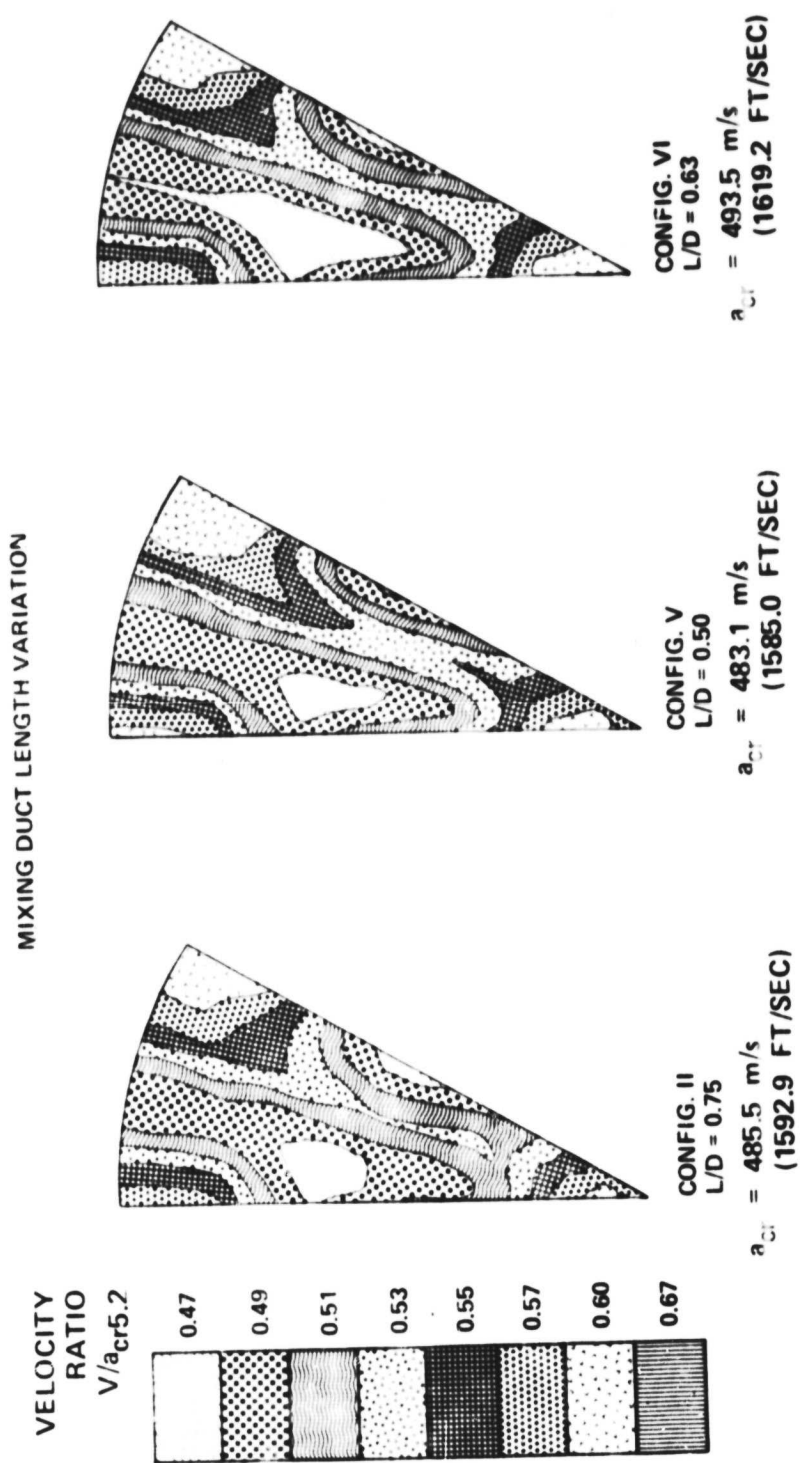 MIXING DUCT LENGTH VARIATION
VELOCITY
RATIO
V/acr5.2
0.47
0.49
0.51
0.53
0.55
0.57
0.60
0.67
CONFIG. II
L/D = 0.75
acr = 485.5 m/s
(1592.9 FT/SEC)
CONFIG. V
L/D = 0.50
acr = 483.1 m/s
(1585.0 FT/SEC)
CONFIG. VI
L/D = 0.63
acr = 493.5 m/s
(1619.2 FT/SEC)